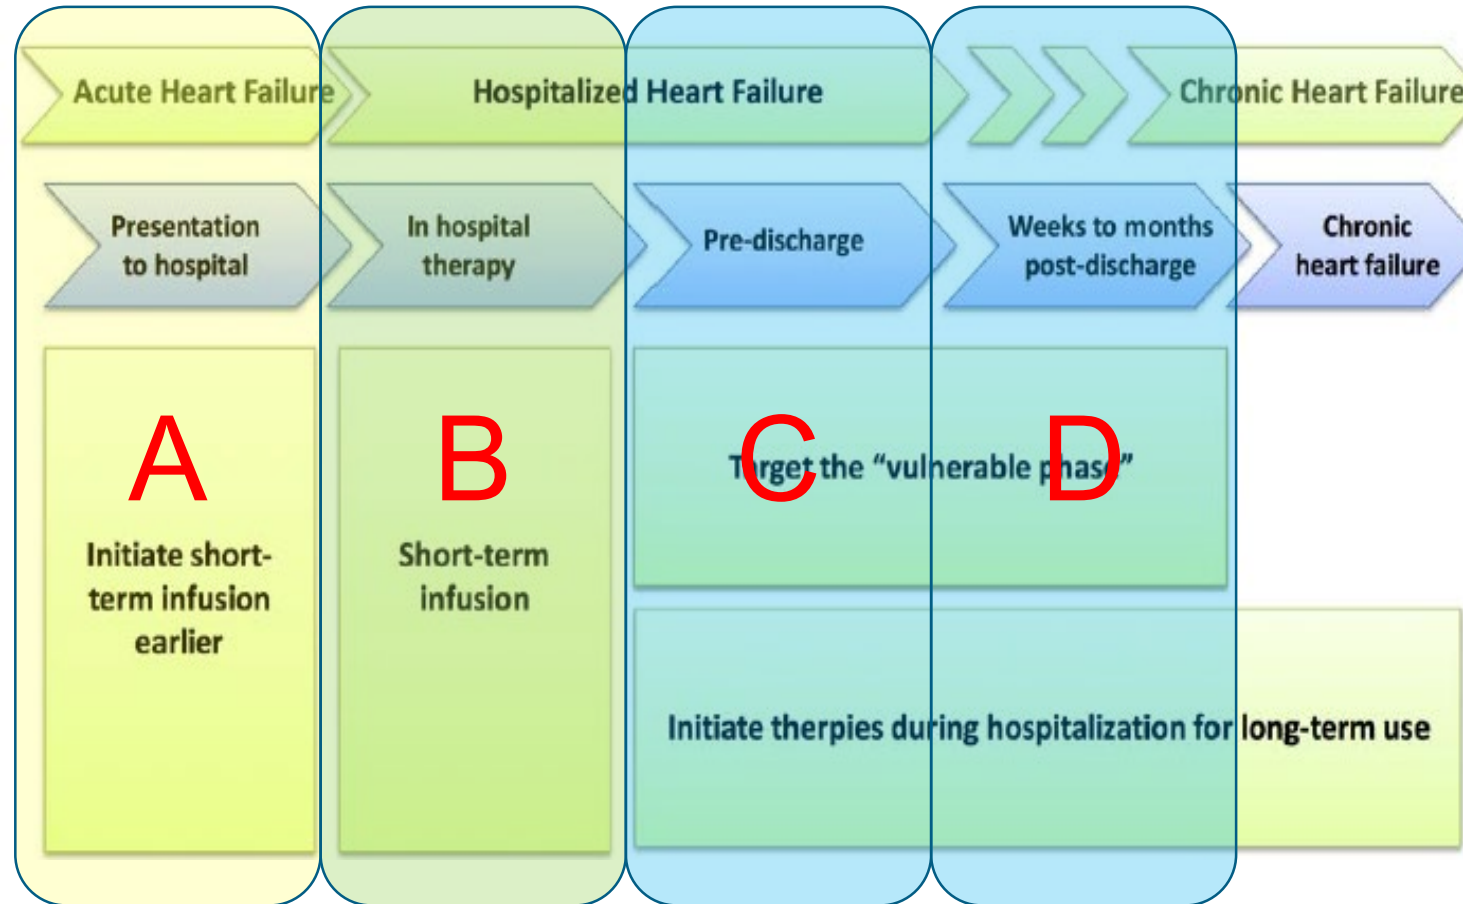 Acute Heart Failure
Hospitalized Heart Failure
Chronic Heart Failure
Presentation
to hospital
In hospital
therapy
Pre-discharge
Weeks to months
post-discharge
Chronic
heart failure
A
B
C
D
Target the “vulnerable phase”
Initiate short-
term infusion
earlier
Short-term
infusion
Initiate therpies during hospitalization for long-term use